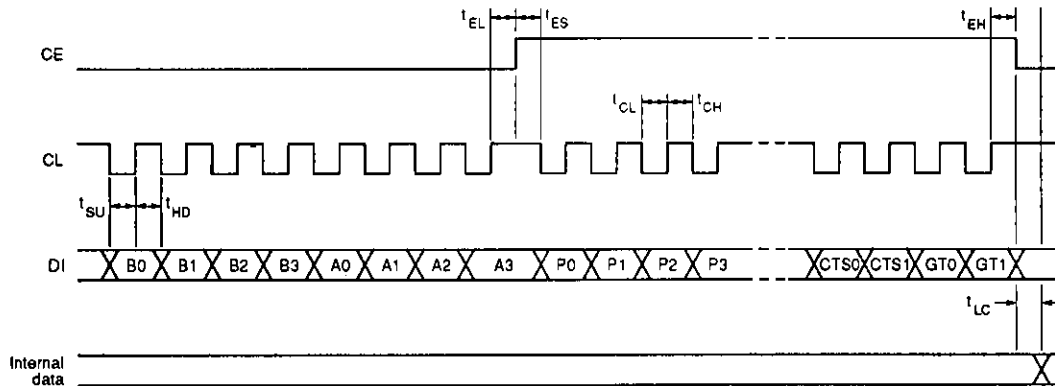 tEL tES tEH
CE
tCL tCH
CL
tSU tHD
DI B0 B1 B2 B3 A0 A1 A2 A3 P0 P1 P2 P3 CTS0 CTS1 GT0 GT1
tLC
Internal
data